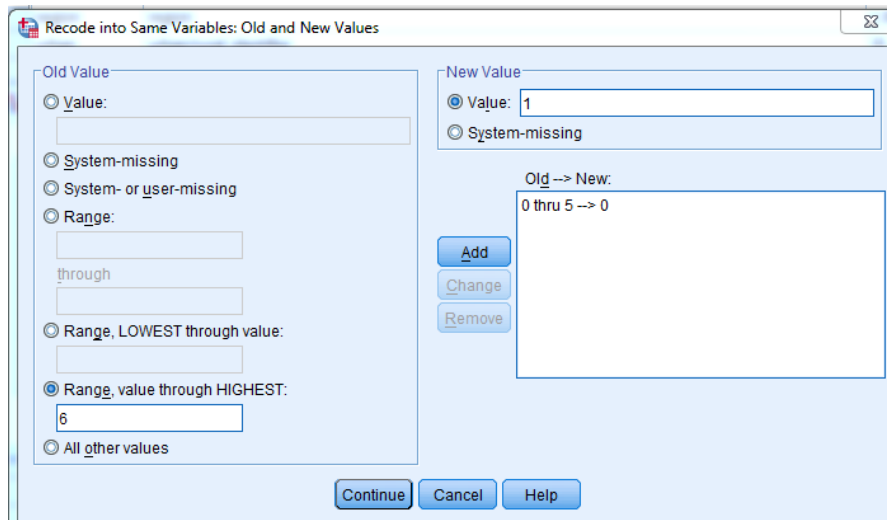 Recode into Same Variables: Old and New Values
Old Value
Value:
System-missing
System- or user-missing
Range:
through
Range, LOWEST through value:
Range, value through HIGHEST:
6
All other values
New Value
Value: 1
System-missing
Old --> New:
0 thru 5 --> 0
Add
Change
Remove
Continue Cancel Help